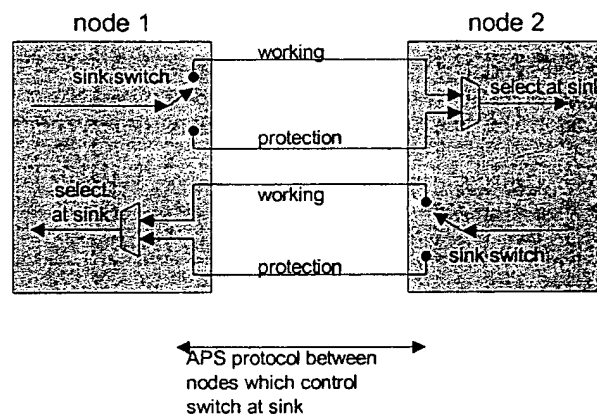 node 1
node 2
working
sink switch
select at sink
protection
working
select
at sink
sink switch
protection
APS protocol between
nodes which control
switch at sink